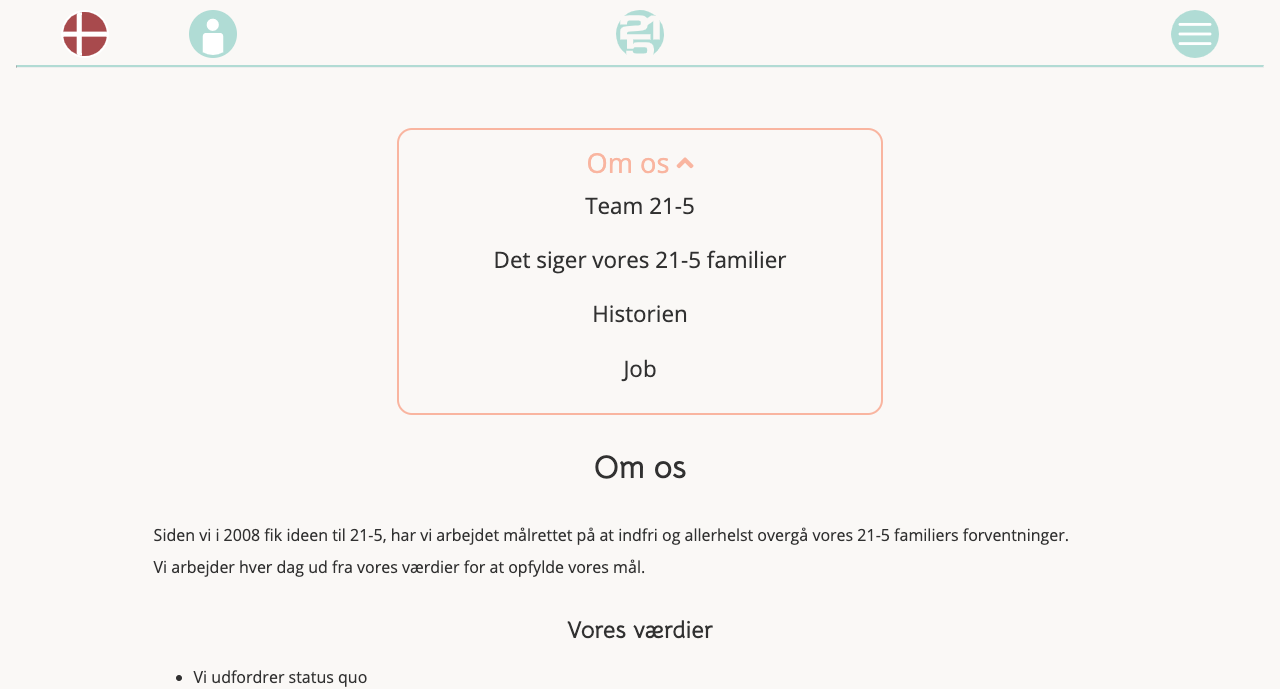 21
5
Om os
Team 21-5
Det siger vores 21-5 familier
Historien
Job
Om os
Siden vi i 2008 fik ideen til 21-5, har vi arbejdet målrettet på at indfri og allerhelst overgå vores 21-5 familiers forventninger.
Vi arbejder hver dag ud fra vores værdier for at opfylde vores mål.
Vores værdier
• Vi udfordrer status quo